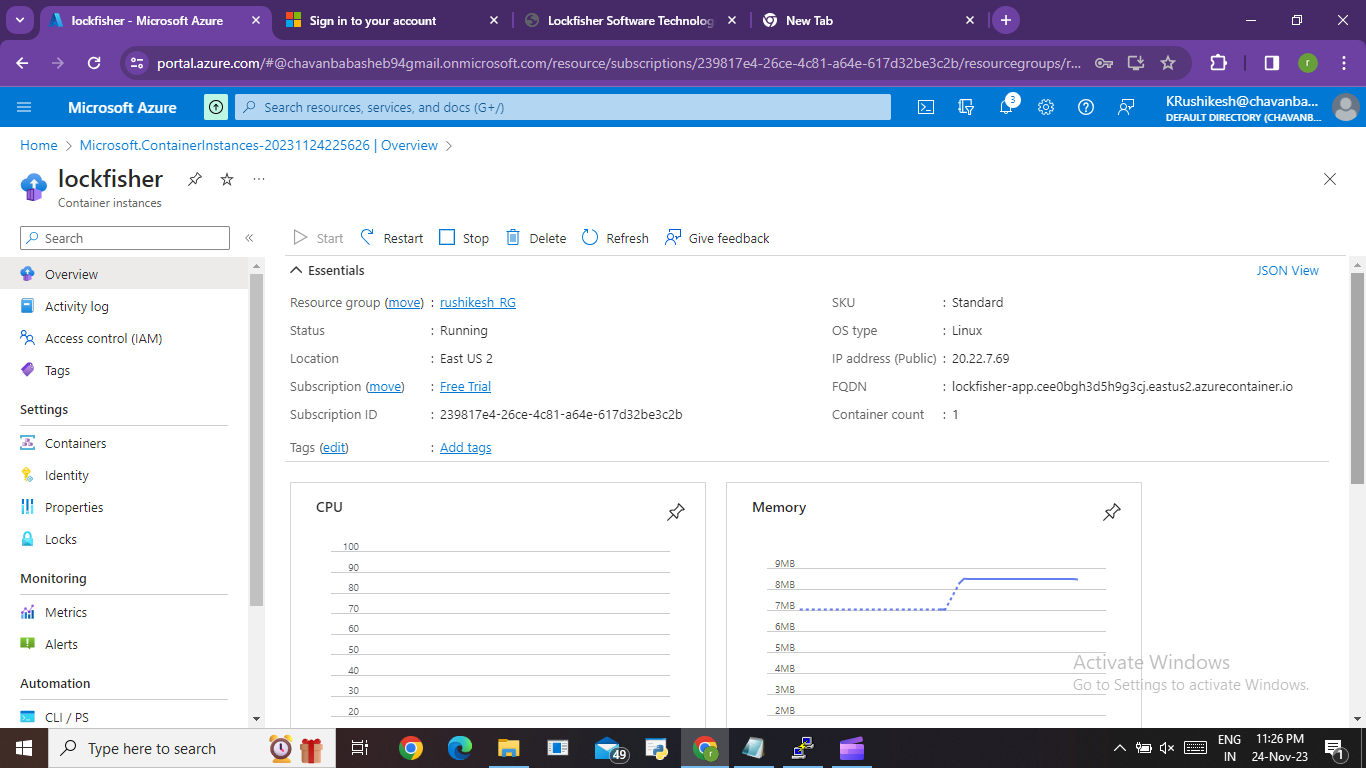 lockfisher - Microsoft Azure
Sign in to your account
Lockfisher Software Technolog
New Tab
portal.azure.com/#@chavanbabasheb94gmail.onmicrosoft.com/resource/subscriptions/239817e4-26ce-4c81-a64e-617d32be3c2b/resourcegroups/r...
r
Microsoft Azure
Search resources, services, and docs (G+/)
3
KRushikesh@chavanba...
DEFAULT DIRECTORY (CHAVANB...
Home > Microsoft.ContainerInstances-20231124225626 | Overview >
lockfisher
Container instances
Search
«
Start
Restart
Stop
Delete
Refresh
Give feedback
Overview
Activity log
Access control (IAM)
Tags
Settings
Containers
Identity
Properties
Locks
Monitoring
Metrics
Alerts
Automation
CLI / PS
Essentials
JSON View
Resource group (move) : rushikesh_RG
Status : Running
Location : East US 2
Subscription (move) : Free Trial
Subscription ID : 239817e4-26ce-4c81-a64e-617d32be3c2b
Tags (edit) : Add tags
SKU : Standard
OS type : Linux
IP address (Public) : 20.22.7.69
FQDN : lockfisher-app.cee0bgh3d5h9g3cj.eastus2.azurecontainer.io
Container count : 1
CPU
100
90
80
70
60
50
40
30
20
Memory
9MB
8MB
7MB
6MB
5MB
4MB
3MB
2MB
Activate Windows
Go to Settings to activate Windows.
Type here to search
49
r
ENG
IN
11:26 PM
24-Nov-23
1